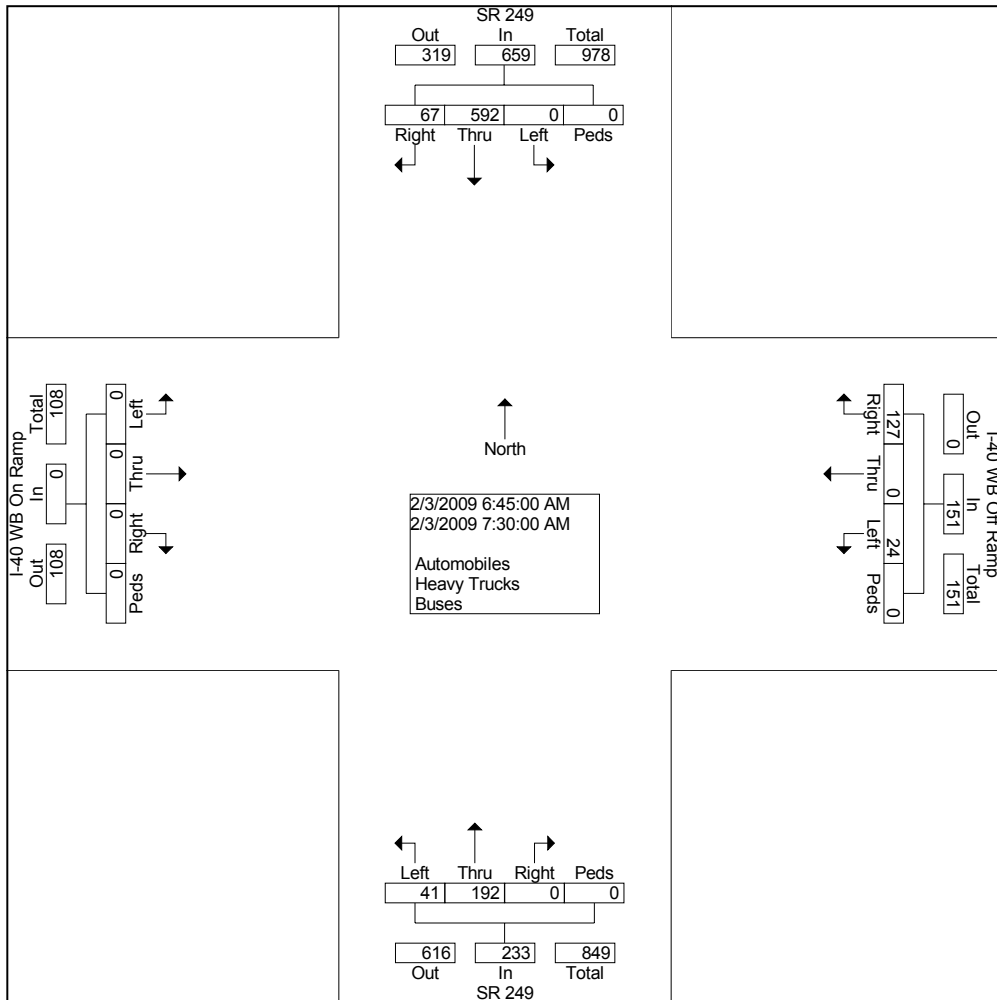 SR 249
Out In Total
319 659 978
67 592 0 0
Right Thru Left Peds
I-40 WB On Ramp
Total In Out
108 0 108
0 0 0 0
Left Thru Right Peds
North
2/3/2009 6:45:00 AM
2/3/2009 7:30:00 AM
Automobiles
Heavy Trucks
Buses
Right Thru Left Peds
127 0 24 0
Out In Total
0 151 151
I-40 WB Off Ramp
Left Thru Right Peds
41 192 0 0
616 233 849
Out In Total
SR 249